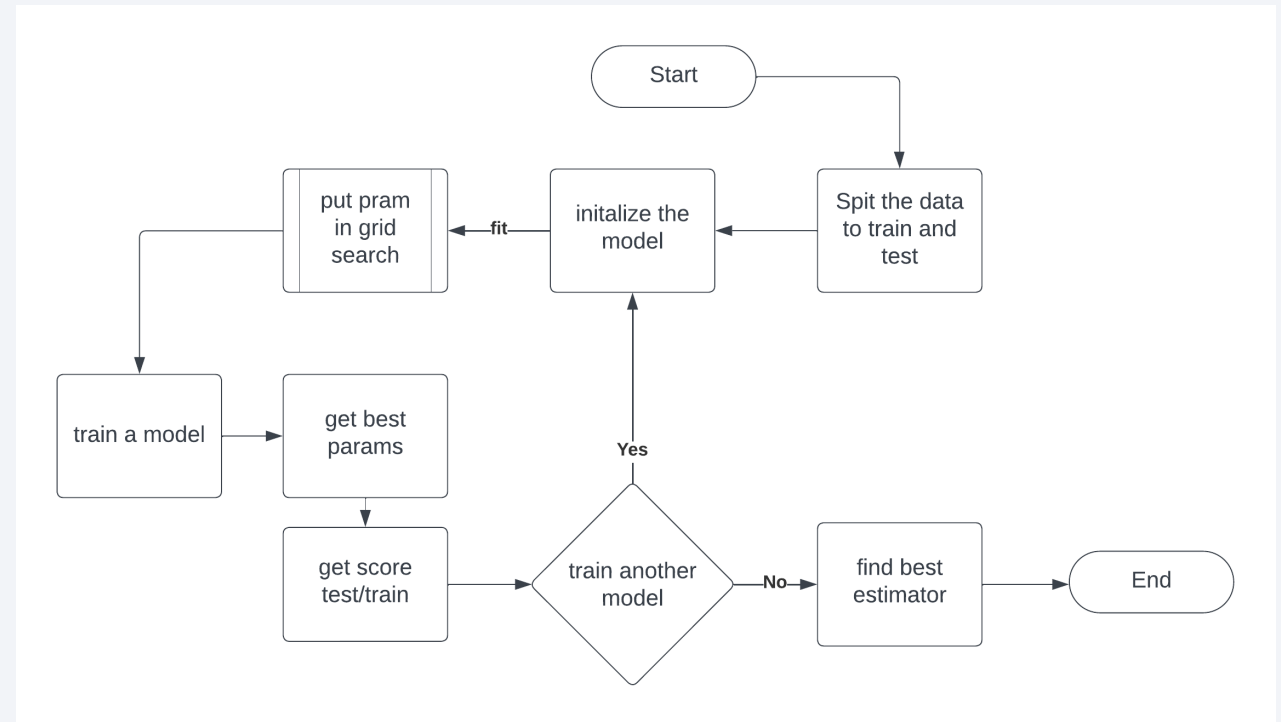 Start
Spit the data
to train and
test
initalize the
model
fit
put pram
in grid
search
train a model
get best
params
get score
test/train
train another
model
Yes
No
find best
estimator
End